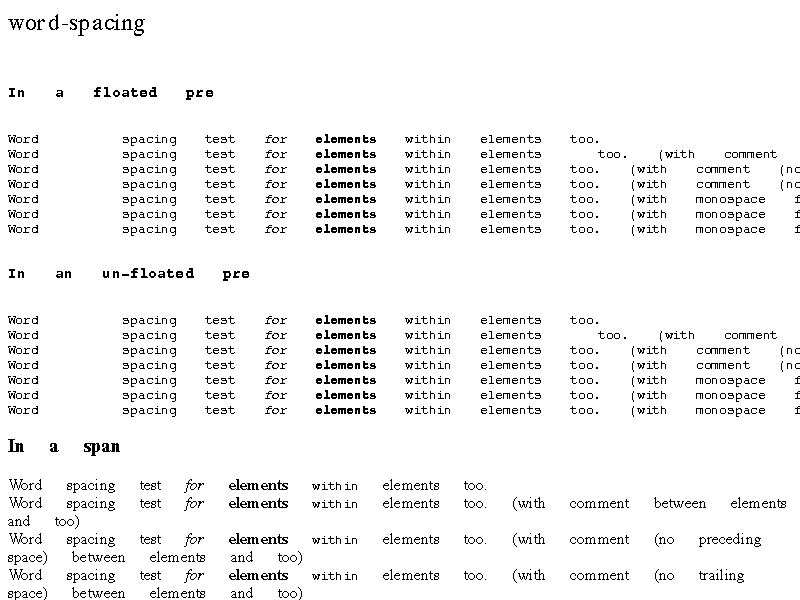 word-spacing
In a floated pre
Word spacing test for elements within elements too.
Word spacing test for elements within elements too. (with comment
Word spacing test for elements within elements too. (with comment (no
Word spacing test for elements within elements too. (with comment (no
Word spacing test for elements within elements too. (with monospace f
Word spacing test for elements within elements too. (with monospace f
Word spacing test for elements within elements too. (with monospace f
In an un-floated pre
Word spacing test for elements within elements too.
Word spacing test for elements within elements too. (with comment
Word spacing test for elements within elements too. (with comment (no
Word spacing test for elements within elements too. (with comment (no
Word spacing test for elements within elements too. (with monospace f
Word spacing test for elements within elements too. (with monospace f
Word spacing test for elements within elements too. (with monospace f
In a span
Word spacing test for elements within elements too.
Word spacing test for elements within elements too. (with comment between elements
and too)
Word spacing test for elements within elements too. (with comment (no preceding
space) between elements and too)
Word spacing test for elements within elements too. (with comment (no trailing
space) between elements and too)